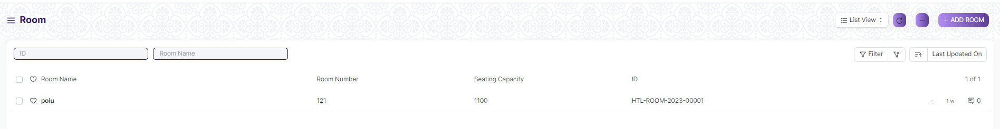 Room
List View
...
+ ADD ROOM
ID
Room Name
Filter
Last Updated On
Room Name Room Number Seating Capacity ID 1 of 1
poiu 121 1100 HTL-ROOM-2023-00001 - 1 w 0